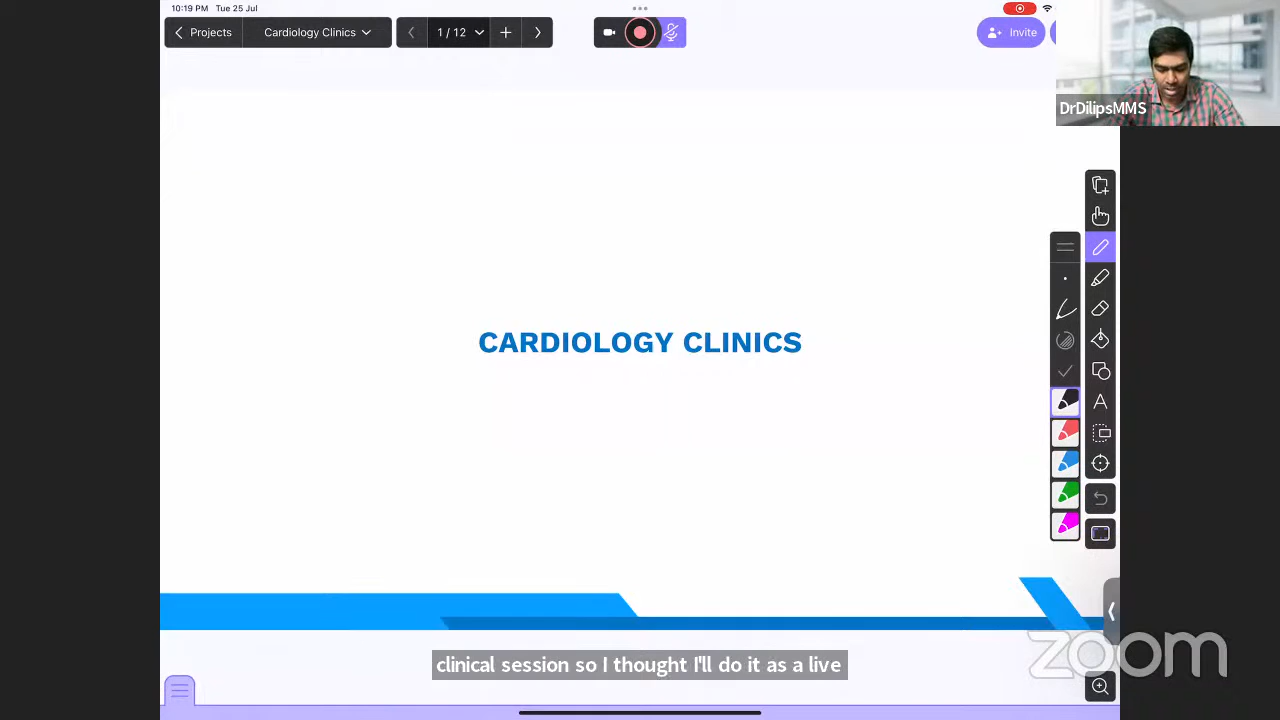 10:19 PM Tue 25 Jul
Projects
Cardiology Clinics
1 / 12
Invite
DrDilipsMMS
A
CARDIOLOGY CLINICS
clinical session so I thought I'll do it as a live
zoom